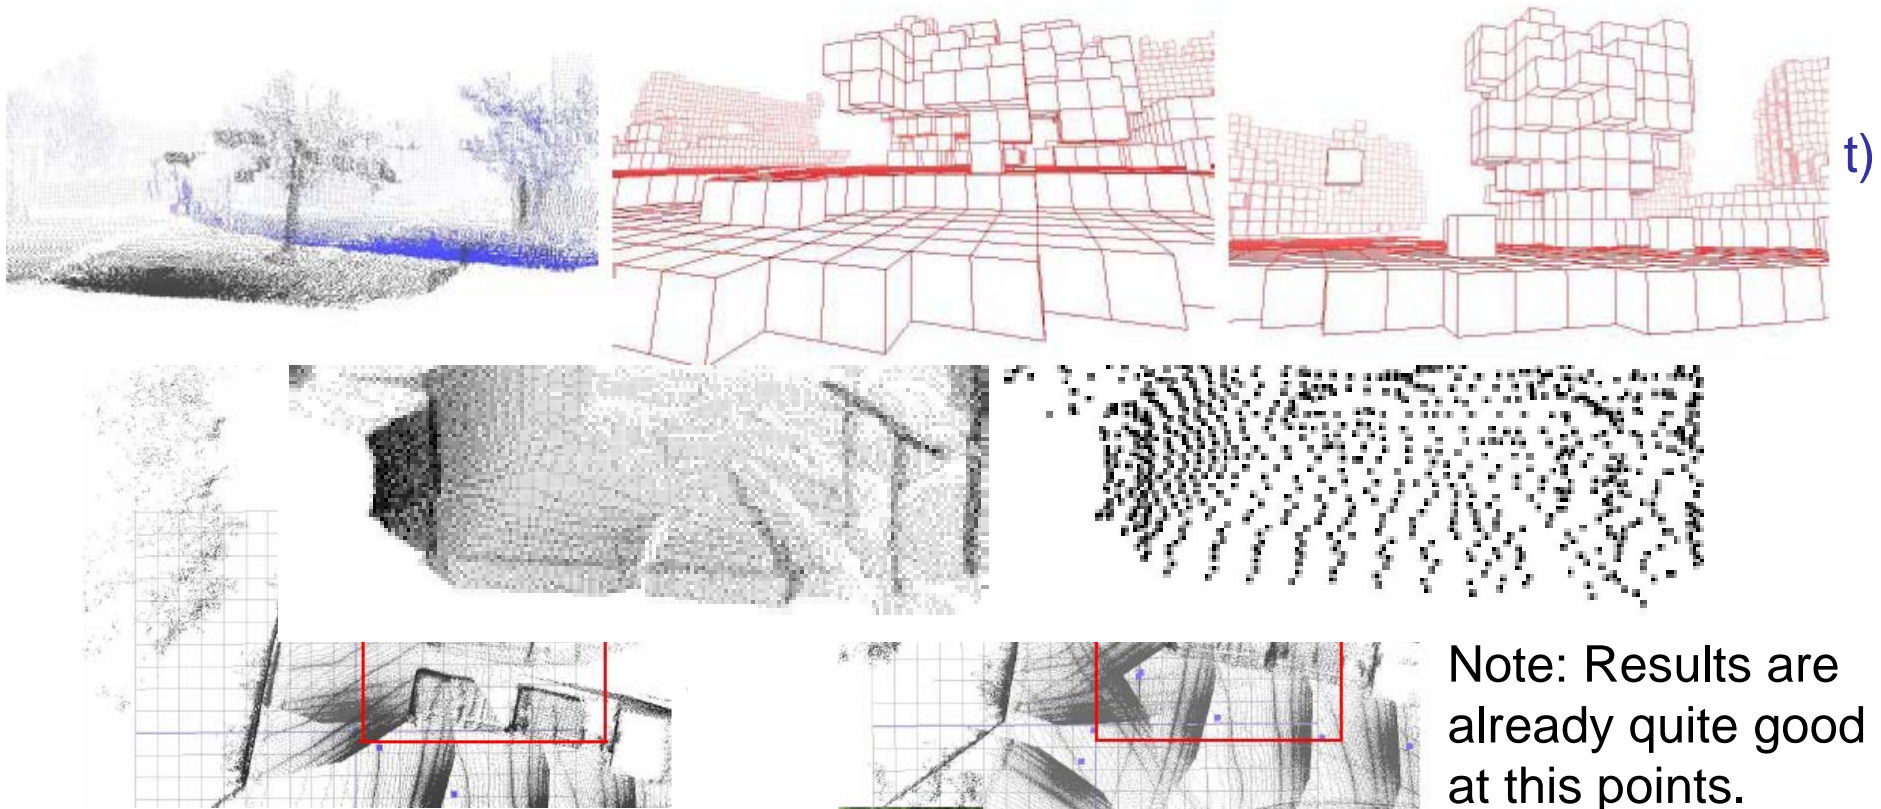 t)
Note: Results are
already quite good
at this points.